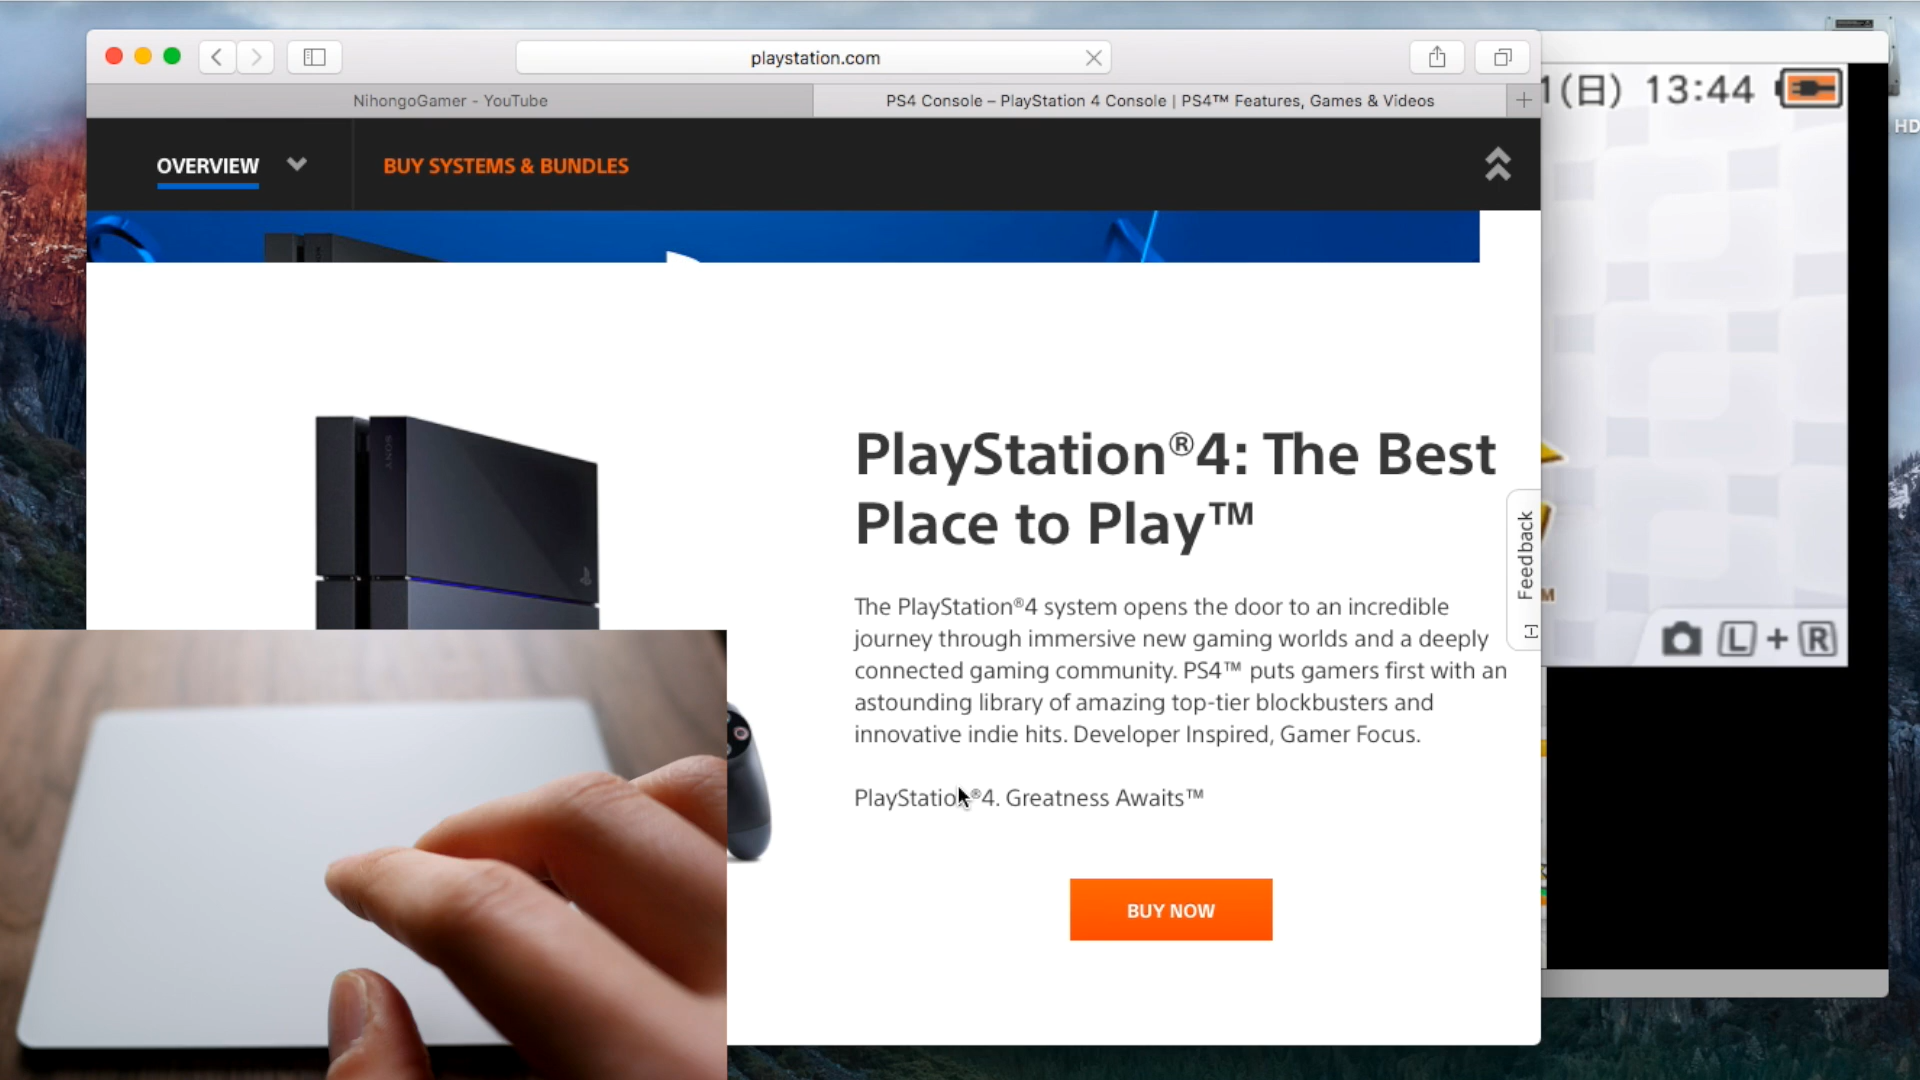 playstation.com
NihongoGamer - YouTube
PS4 Console – PlayStation 4 Console | PS4™ Features, Games & Videos
1(日) 13:44
HD
OVERVIEW
BUY SYSTEMS & BUNDLES
SONY
PlayStation®4: The Best
Place to Play™
The PlayStation®4 system opens the door to an incredible
journey through immersive new gaming worlds and a deeply
connected gaming community. PS4™ puts gamers first with an
astounding library of amazing top-tier blockbusters and
innovative indie hits. Developer Inspired, Gamer Focus.
PlayStation®4. Greatness Awaits™
BUY NOW
Feedback
[-]
M
L + R